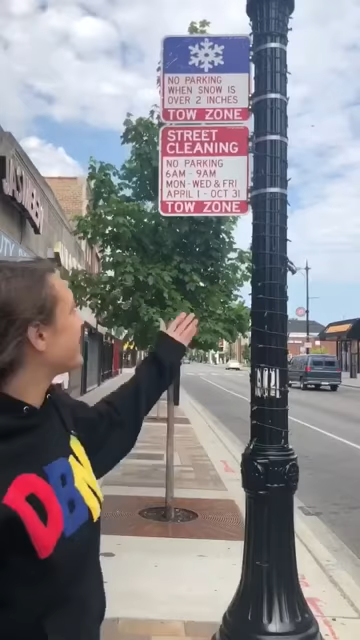 NO PARKING
WHEN SNOW IS
OVER 2 INCHES
TOW ZONE
STREET
CLEANING
NO PARKING
6AM - 9AM
MON-WED & FRI
APRIL 1 - OCT 31
TOW ZONE
DBN